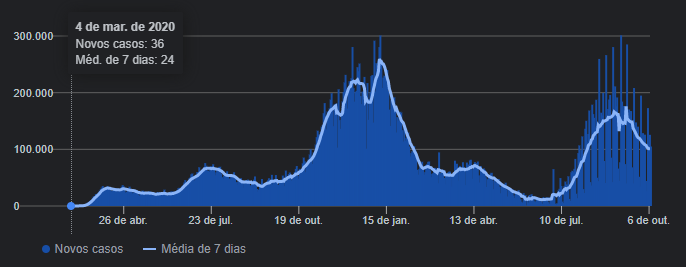 4 de mar. de 2020
Novos casos: 36
Méd. de 7 dias: 24
300.000
200.000
100.000
0
26 de abr. 23 de jul. 19 de out. 15 de jan. 13 de abr. 10 de jul. 6 de out.
Novos casos Média de 7 dias